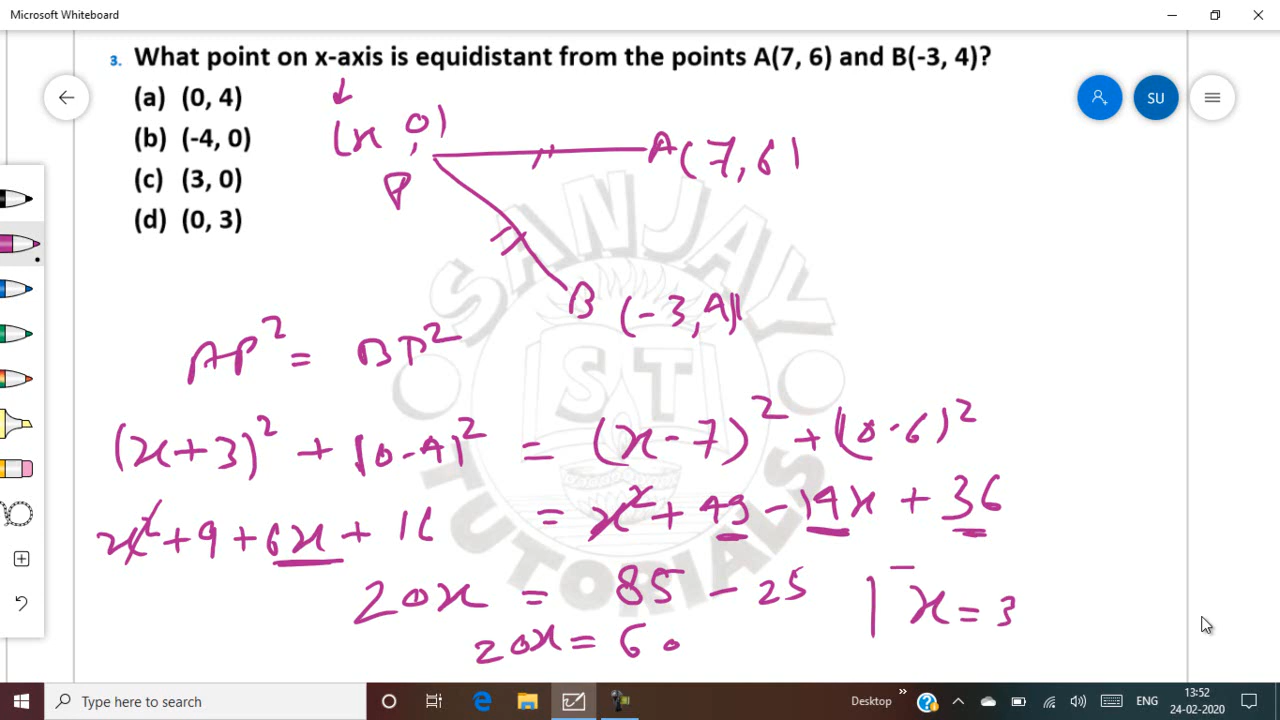 Microsoft Whiteboard
3. What point on x-axis is equidistant from the points A(7, 6) and B(-3, 4)?
(a) (0, 4)
(b) (-4, 0)
(c) (3, 0)
(d) (0, 3)
SU
(x, 0)
P
A(7,6)
B (-3,4)
AP² = BP²
(x+3)² + (0-4)² = (x-7)² + (0-6)²
x²+9+6x+16 = x²+49-14x+36
20x = 85 - 25
x = 3
20x = 60
SANJAY
ST
TUTORIALS
Type here to search
Desktop
ENG
13:52
24-02-2020